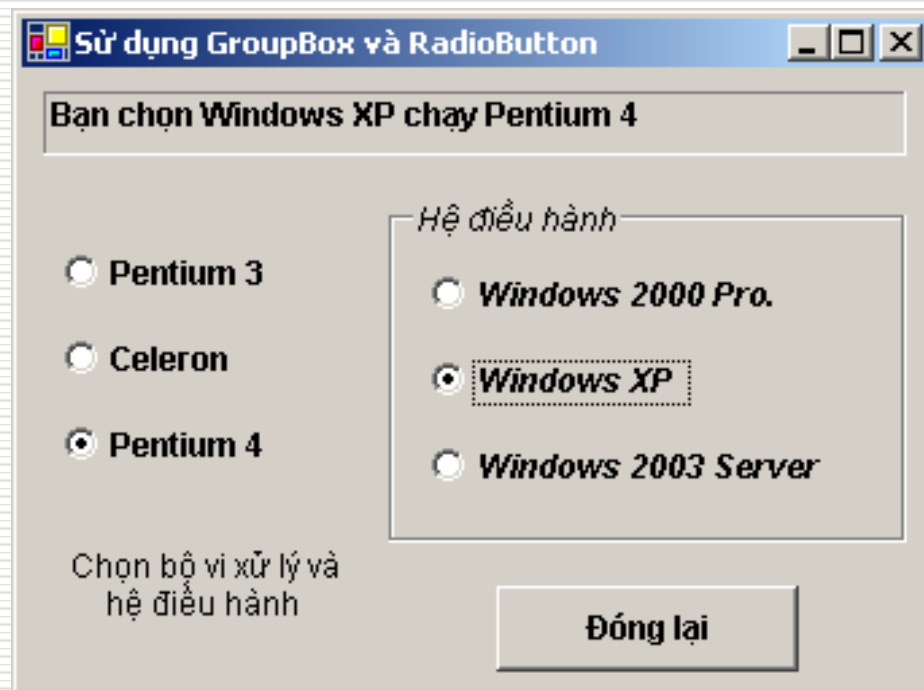 Sử dụng GroupBox và RadioButton
Bạn chọn Windows XP chạy Pentium 4
Pentium 3
Celeron
Pentium 4
Hệ điều hành
Windows 2000 Pro.
Windows XP
Windows 2003 Server
Chọn bộ vi xử lý và
hệ điều hành
Đóng lại